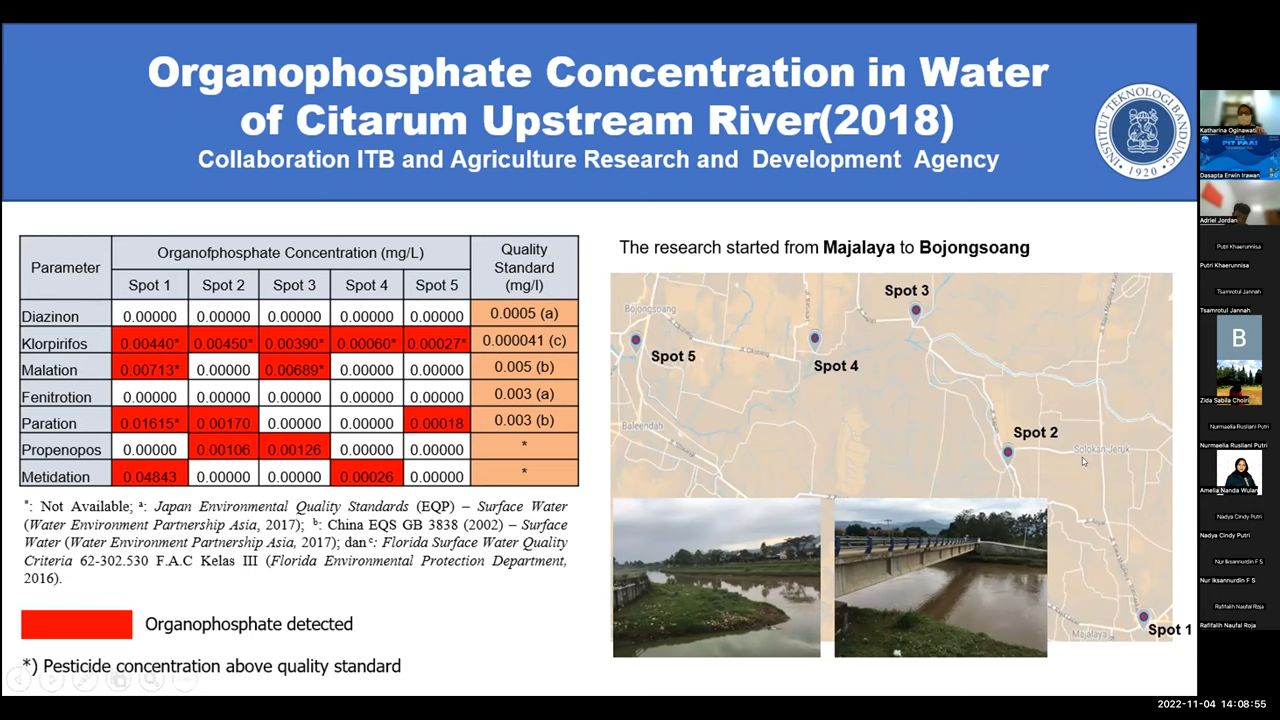 Organophosphate Concentration in Water
of Citarum Upstream River(2018)
Collaboration ITB and Agriculture Research and Development Agency
INSTITUT TEKNOLOGI BANDUNG
1920
Parameter
Organofphosphate Concentration (mg/L)
Quality
Standard
(mg/l)
Spot 1 Spot 2 Spot 3 Spot 4 Spot 5
Diazinon 0.00000 0.00000 0.00000 0.00000 0.00000 0.0005 (a)
Klorpirifos 0.00440* 0.00450* 0.00390* 0.00060* 0.00027* 0.000041 (c)
Malation 0.00713* 0.00000 0.00689* 0.00000 0.00000 0.005 (b)
Fenitrotion 0.00000 0.00000 0.00000 0.00000 0.00000 0.003 (a)
Paration 0.01615* 0.00170 0.00000 0.00000 0.00018 0.003 (b)
Propenopos 0.00000 0.00106 0.00126 0.00000 0.00000 *
Metidation 0.04843 0.00000 0.00000 0.00026 0.00000 *
*: Not Available; a: Japan Environmental Quality Standards (EQP) – Surface Water
(Water Environment Partnership Asia, 2017); b: China EQS GB 3838 (2002) – Surface
Water (Water Environment Partnership Asia, 2017); dan c: Florida Surface Water Quality
Criteria 62-302.530 F.A.C Kelas III (Florida Environmental Protection Department,
2016).
Organophosphate detected
*) Pesticide concentration above quality standard
The research started from Majalaya to Bojongsoang
Spot 3
Bojongsoang
Spot 5
Spot 4
Baleendah
Spot 2
Solokan Jeruk
Majalaya
Spot 1
Katharina Oginawati
PIT PAAI
Dasapta Erwin Irawan
Adriel Jordan
Putri Khaerunnisa
Putri Khaerunnisa
Tsamrotul Jannah
Tsamrotul Jannah
B
Zida Sabila Choiri
Nurmaelia Rusliani Putri
Nurmaelia Rusliani Putri
Amelia Nanda Wulan
Nadya Cindy Putri
Nadya Cindy Putri
Nur Iksannurdin F S
Nur Iksannurdin F S
Rafifalih Naufal Roja
Rafifalih Naufal Roja
2022-11-04 14:08:55